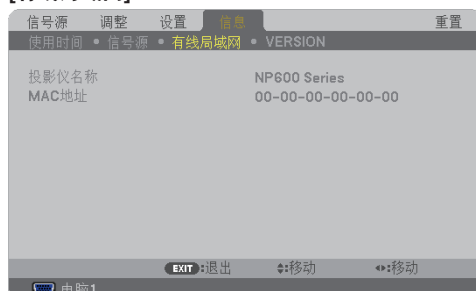 信号源 调整 设置 信息 重置
使用时间 • 信号源 • 有线局域网 • VERSION
投影仪名称 NP600 Series
MAC地址 00-00-00-00-00-00
EXIT:退出 :移动 :移动
电脑1